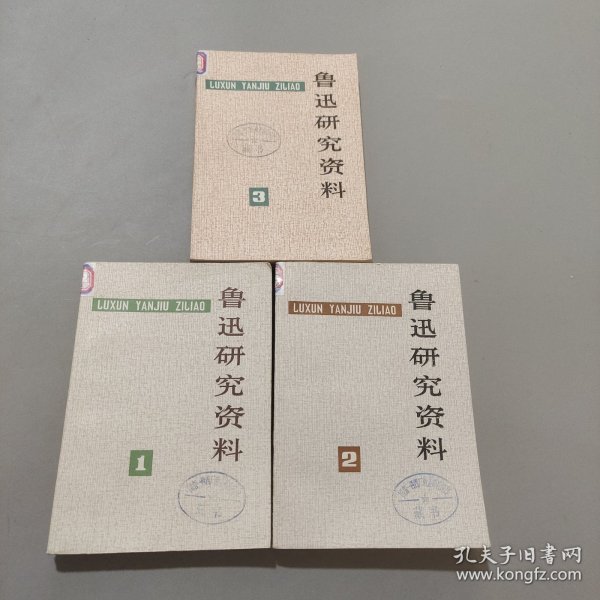 LUXUN YANJIU ZILIAO
鲁迅研究资料
3
LUXUN YANJIU ZILIAO
鲁迅研究资料
1
LUXUN YANJIU ZILIAO
鲁迅研究资料
2
藏书
孔夫子旧书网
www.kongfz.com